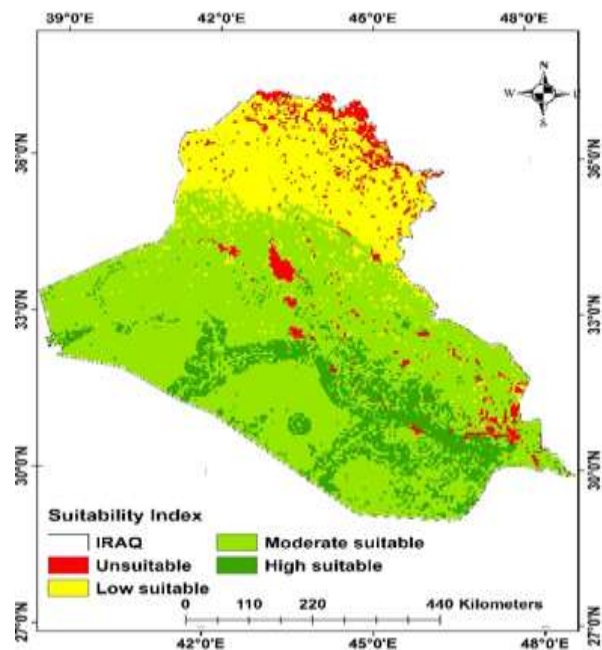 39°0'E 42°0'E 45°0'E 48°0'E
N
W E
S
36°0'N 36°0'N
33°0'N 33°0'N
30°0'N 30°0'N
27°0'N 27°0'N
Suitability Index
IRAQ Moderate suitable
Unsuitable High suitable
Low suitable
0 110 220 440 Kilometers
42°0'E 45°0'E 48°0'E